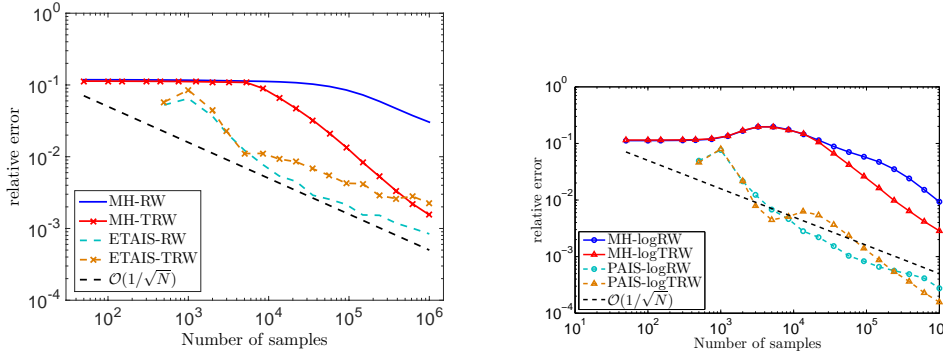 10^0
10^-1
10^-2
10^-3
10^-4
relative error
MH-RW
MH-TRW
ETAIS-RW
ETAIS-TRW
O(1/√N)
10^2 10^3 10^4 10^5 10^6
Number of samples
10^0
10^-1
10^-2
10^-3
10^-4
relative error
MH-logRW
MH-logTRW
PAIS-logRW
PAIS-logTRW
O(1/√N)
10^1 10^2 10^3 10^4 10^5 10^6
Number of samples